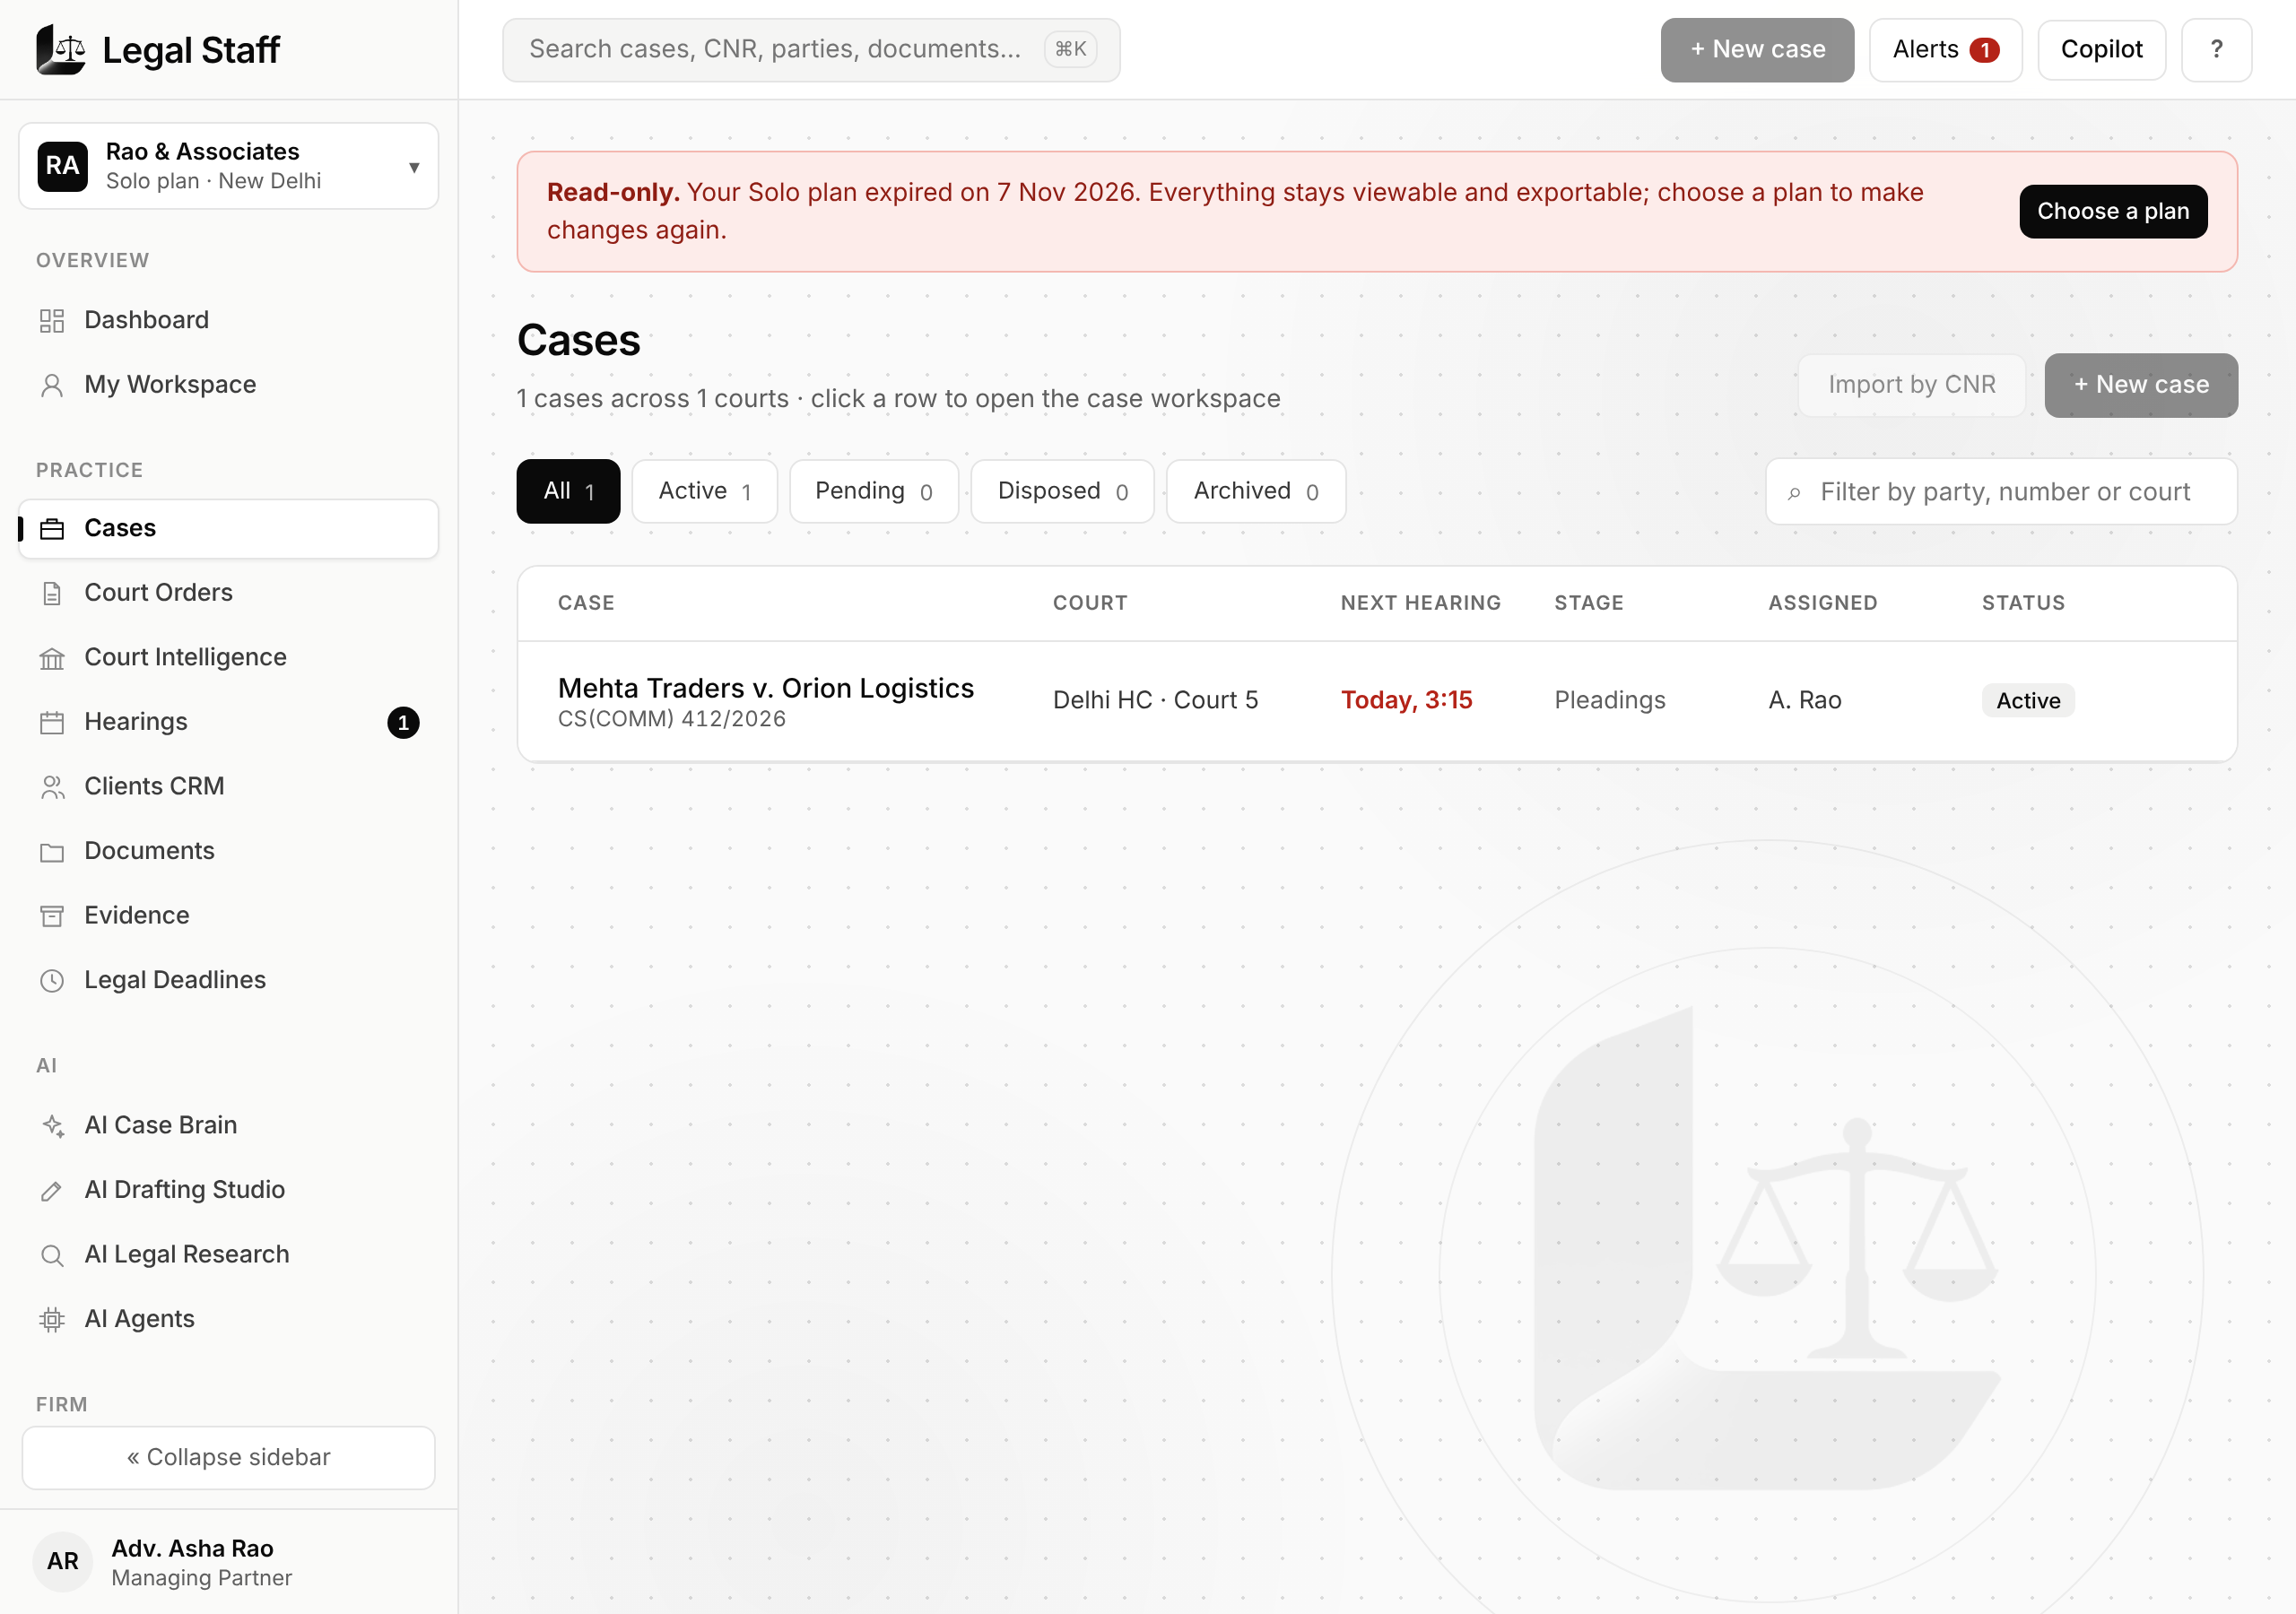 Legal Staff
Search cases, CNR, parties, documents... ⌘K
+ New case
Alerts 1
Copilot
?
RA
Rao & Associates
Solo plan · New Delhi
▼
OVERVIEW
Dashboard
My Workspace
PRACTICE
Cases
Court Orders
Court Intelligence
Hearings 1
Clients CRM
Documents
Evidence
Legal Deadlines
AI
AI Case Brain
AI Drafting Studio
AI Legal Research
AI Agents
FIRM
« Collapse sidebar
AR
Adv. Asha Rao
Managing Partner
Read-only. Your Solo plan expired on 7 Nov 2026. Everything stays viewable and exportable; choose a plan to make
changes again.
Choose a plan
Cases
1 cases across 1 courts · click a row to open the case workspace
Import by CNR
+ New case
All 1
Active 1
Pending 0
Disposed 0
Archived 0
Filter by party, number or court
CASE COURT NEXT HEARING STAGE ASSIGNED STATUS
Mehta Traders v. Orion Logistics
CS(COMM) 412/2026
Delhi HC · Court 5
Today, 3:15
Pleadings
A. Rao
Active